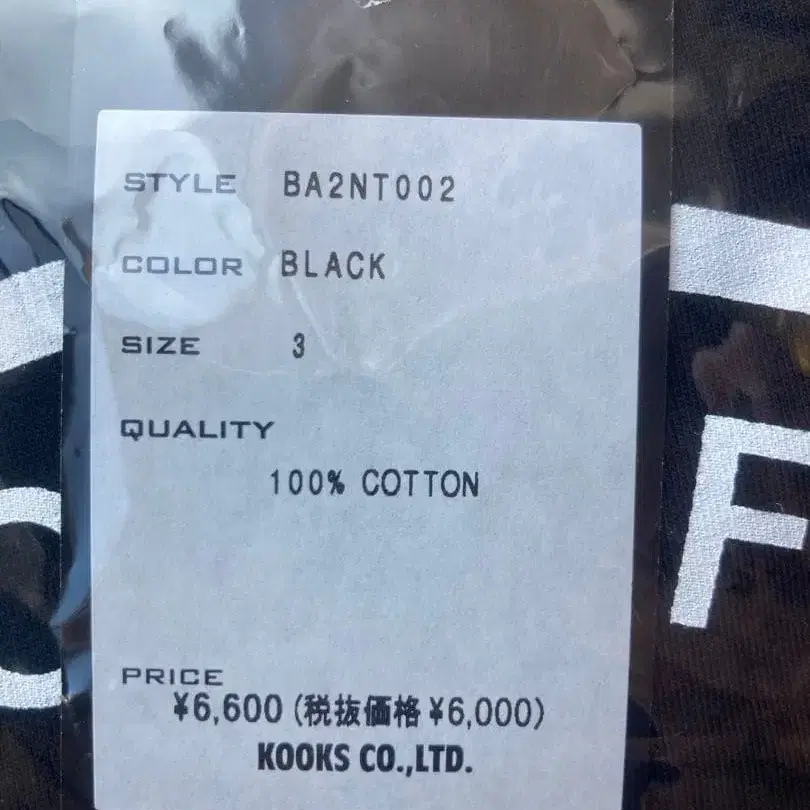 STYLE BA2NT002
COLOR BLACK
SIZE 3
QUALITY
100% COTTON
PRICE
¥6,600 (税抜価格 ¥6,000)
KOOKS CO.,LTD.
F